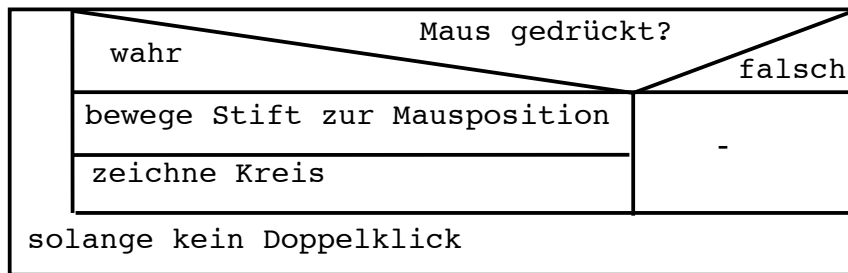 Maus gedrückt?
wahr
falsch
bewege Stift zur Mausposition
-
zeichne Kreis
solange kein Doppelklick